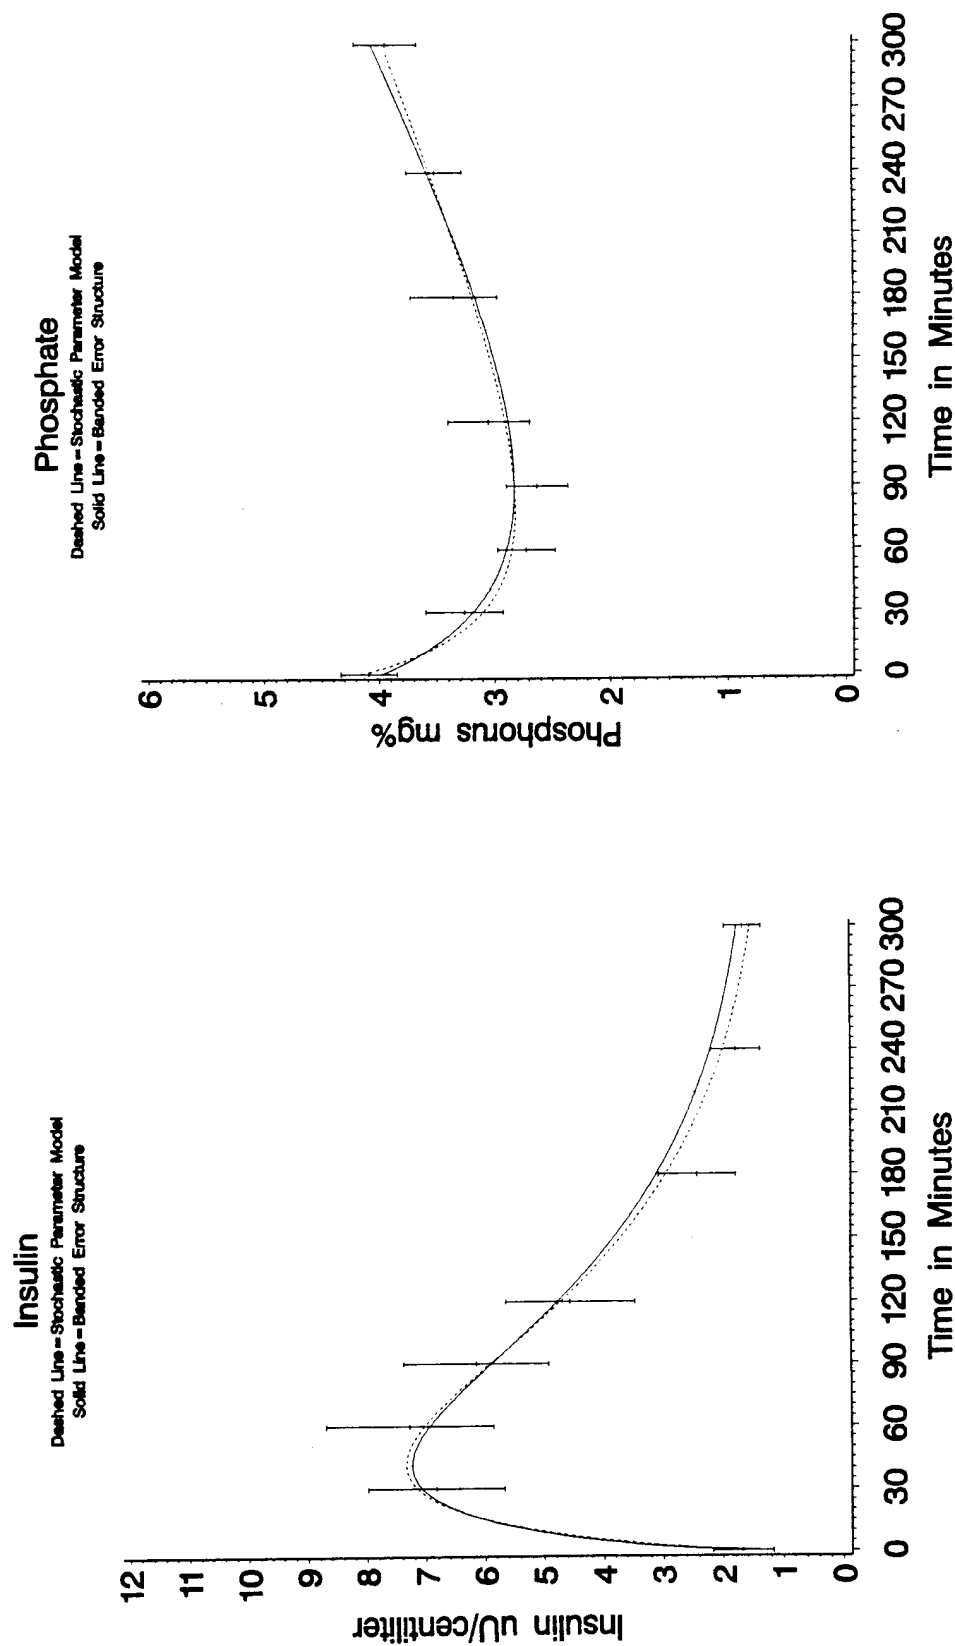 Insulin
Dashed Line=Stochastic Parameter Model
Solid Line=Banded Error Structure
12
11
10
9
8
7
6
5
4
3
2
1
0
Insulin uU/centiliter
0 30 60 90 120 150 180 210 240 270 300
Time in Minutes
Phosphate
Dashed Line=Stochastic Parameter Model
Solid Line=Banded Error Structure
6
5
4
3
2
1
0
Phosphorus mg%
0 30 60 90 120 150 180 210 240 270 300
Time in Minutes